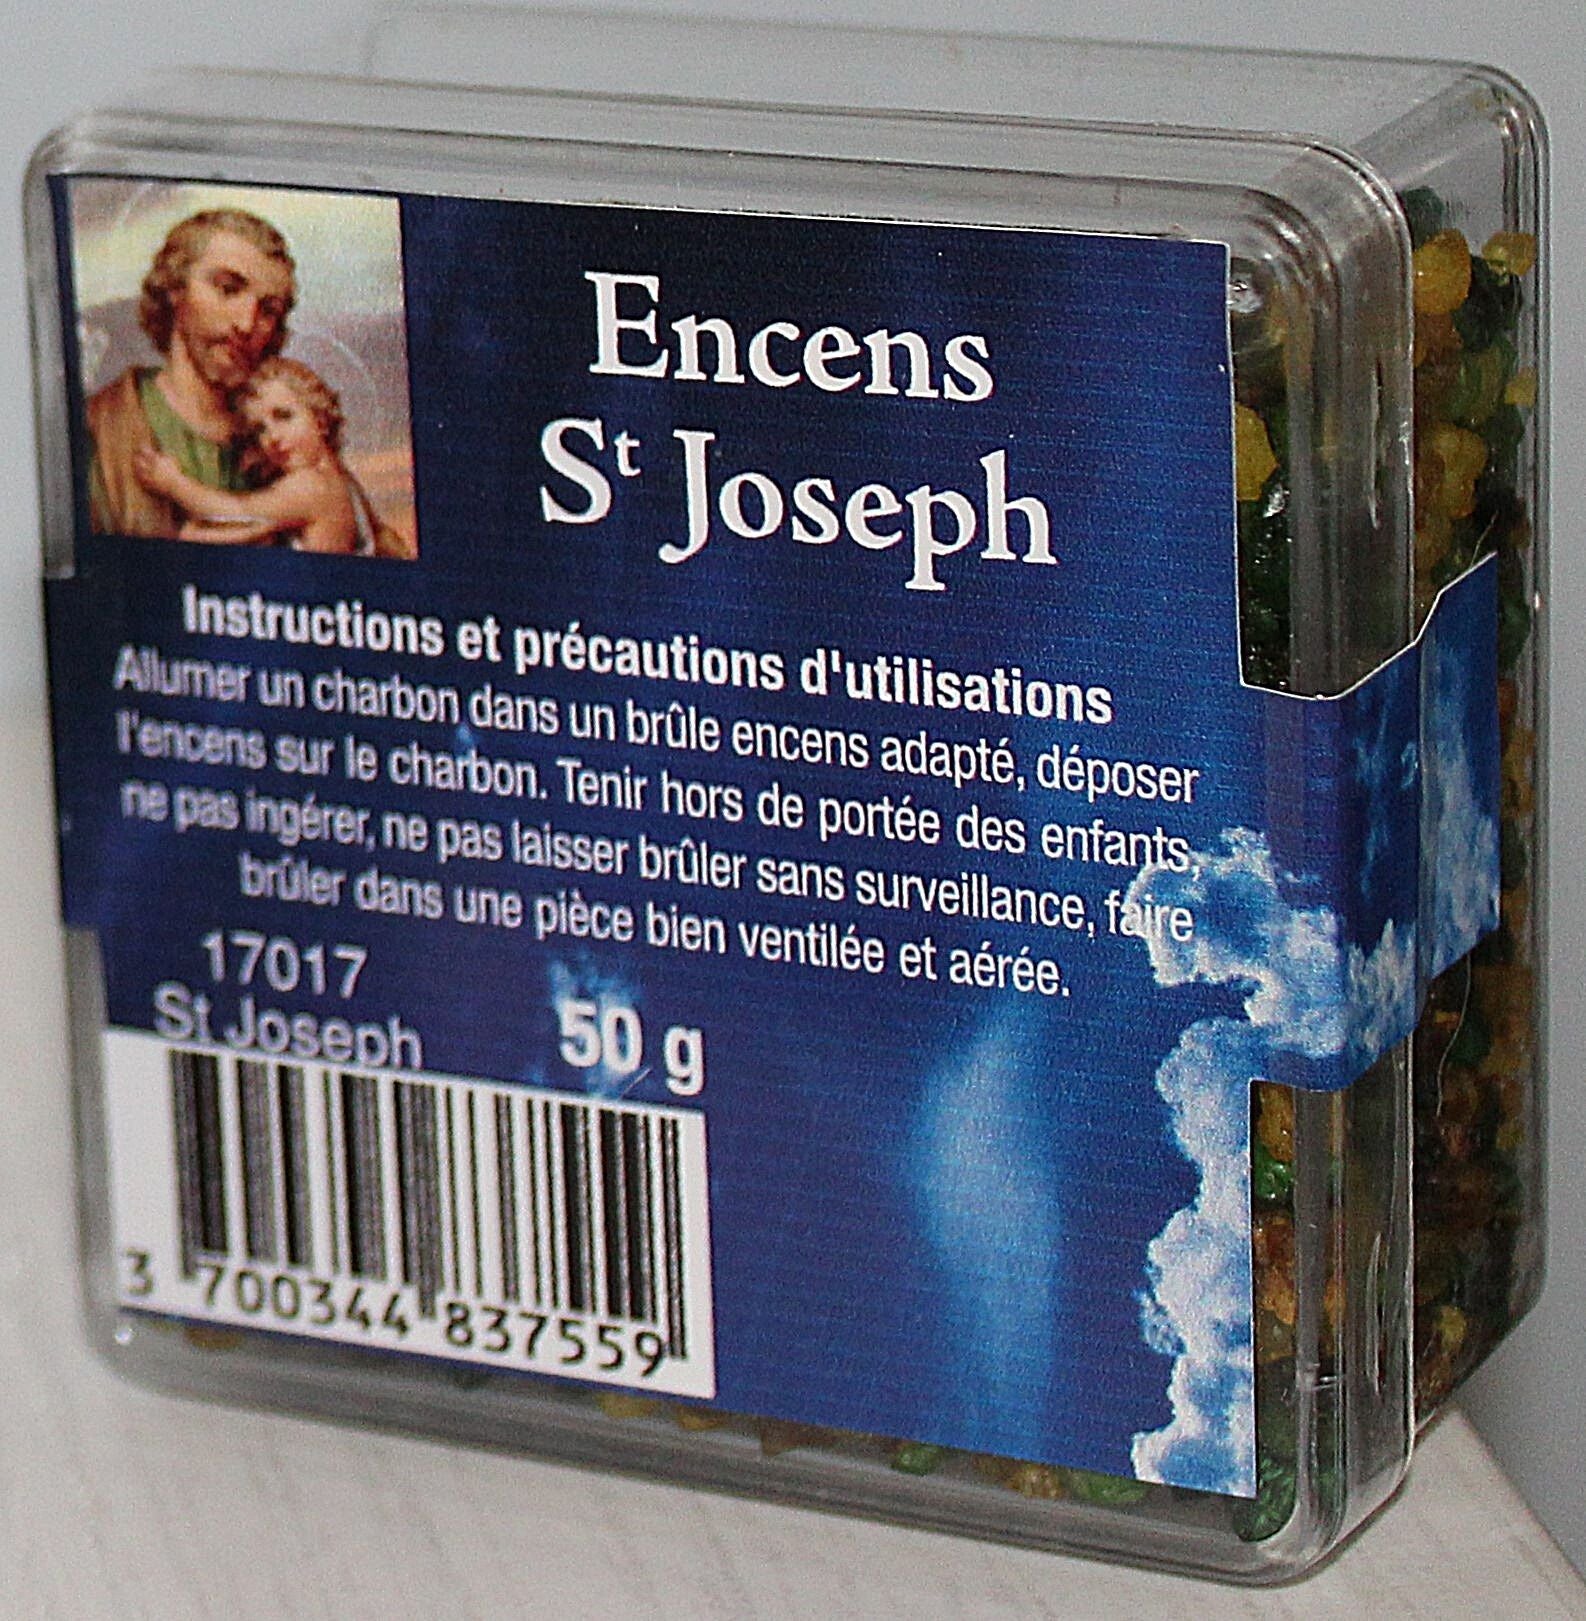 Encens
St Joseph
Instructions et précautions d'utilisations
Allumer un charbon dans un brûle encens adapté, déposer
l'encens sur le charbon. Tenir hors de portée des enfants,
ne pas ingérer, ne pas laisser brûler sans surveillance, faire
brûler dans une pièce bien ventilée et aérée.
17017
St Joseph
50 g
3 700344 837559